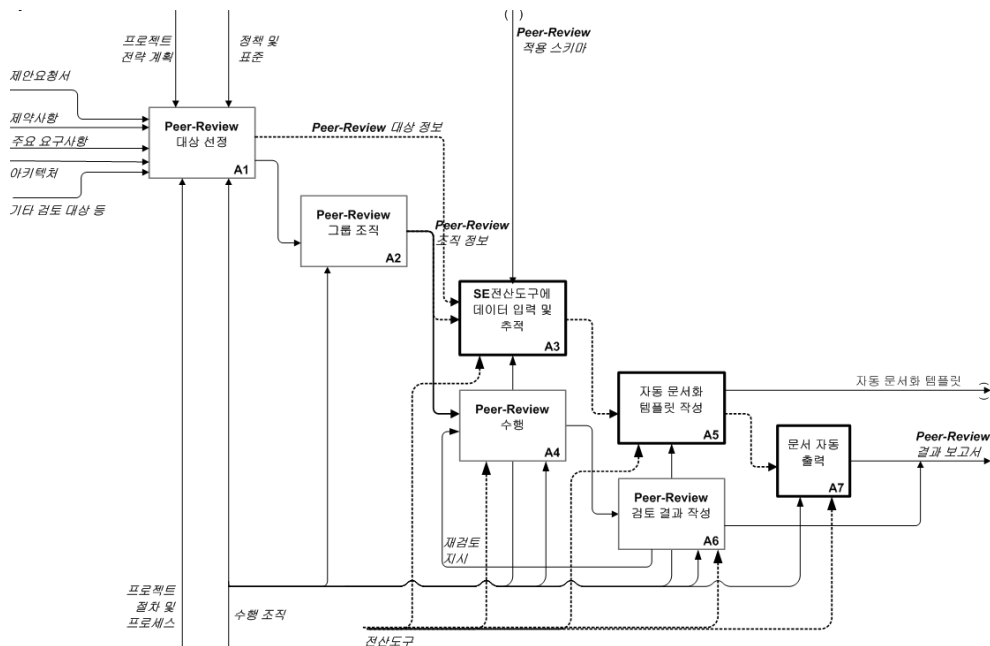 ( )
프로젝트
전략 계획
정책 및
표준
Peer-Review
적용 스키마
제안요청서
제약사항
주요 요구사항
아키텍처
기타 검토 대상 등
Peer-Review
대상 선정
A1
Peer-Review 대상 정보
Peer-Review
그룹 조직
A2
Peer-Review
조직 정보
SE전산도구에
데이터 입력 및
추적
A3
Peer-Review
수행
A4
자동 문서화
템플릿 작성
A5
자동 문서화 템플릿
( )
문서 자동
출력
A7
Peer-Review
결과 보고서
Peer-Review
검토 결과 작성
A6
재검토
지시
프로젝트
절차 및
프로세스
수행 조직
전산도구